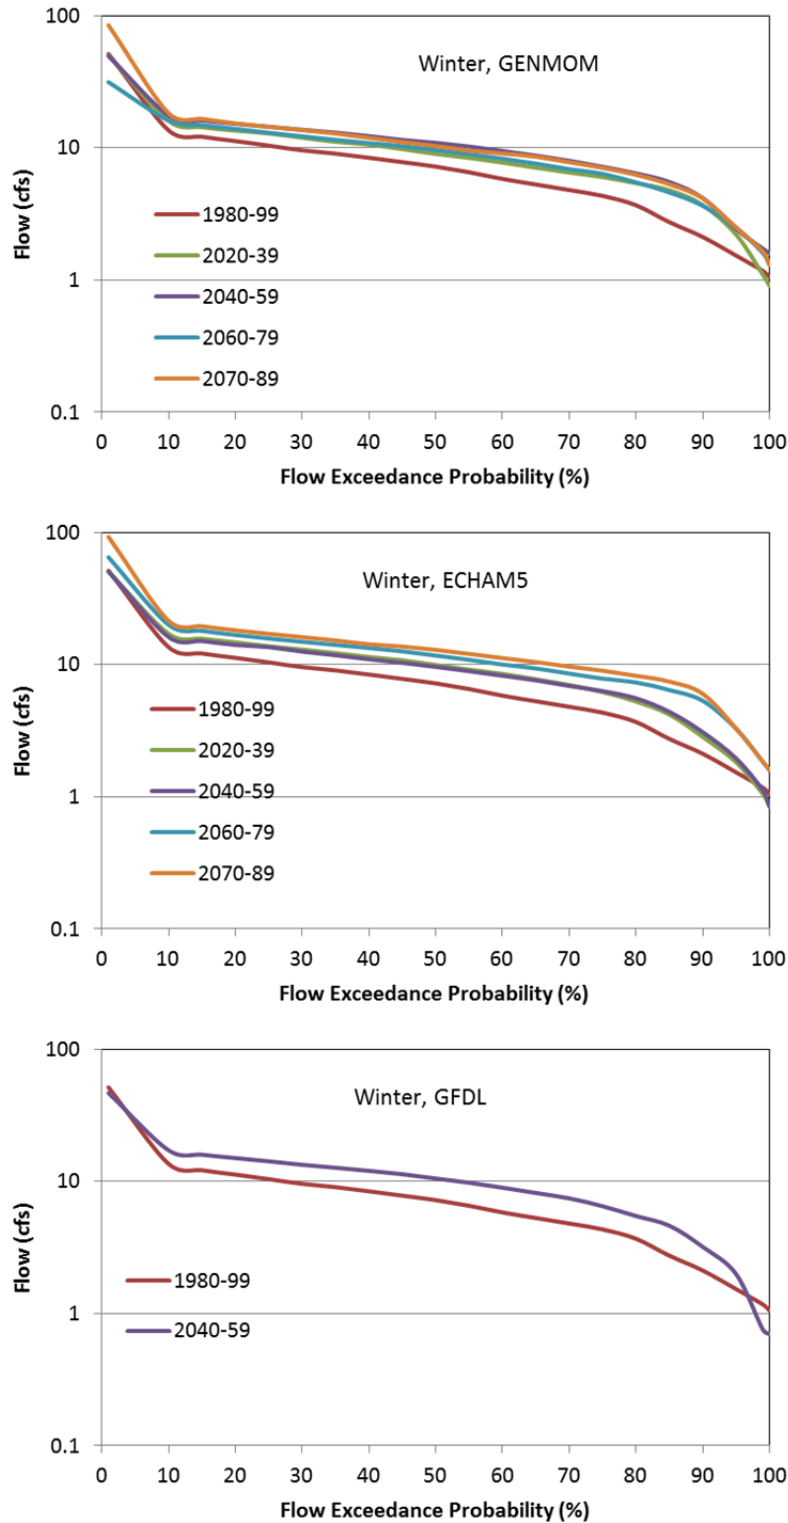 100
10
1
0.1
Flow (cfs)
Winter, GENMOM
1980-99
2020-39
2040-59
2060-79
2070-89
0 10 20 30 40 50 60 70 80 90 100
Flow Exceedance Probability (%)
100
10
1
0.1
Flow (cfs)
Winter, ECHAM5
1980-99
2020-39
2040-59
2060-79
2070-89
0 10 20 30 40 50 60 70 80 90 100
Flow Exceedance Probability (%)
100
10
1
0.1
Flow (cfs)
Winter, GFDL
1980-99
2040-59
0 10 20 30 40 50 60 70 80 90 100
Flow Exceedance Probability (%)